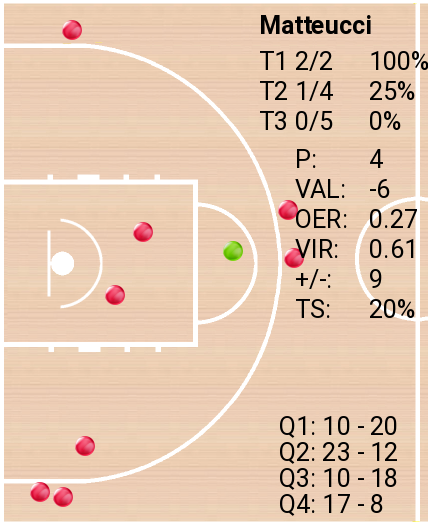 Matteucci
T1 2/2 100%
T2 1/4 25%
T3 0/5 0%
P: 4
VAL: -6
OER: 0.27
VIR: 0.61
+/-: 9
TS: 20%
Q1: 10 - 20
Q2: 23 - 12
Q3: 10 - 18
Q4: 17 - 8